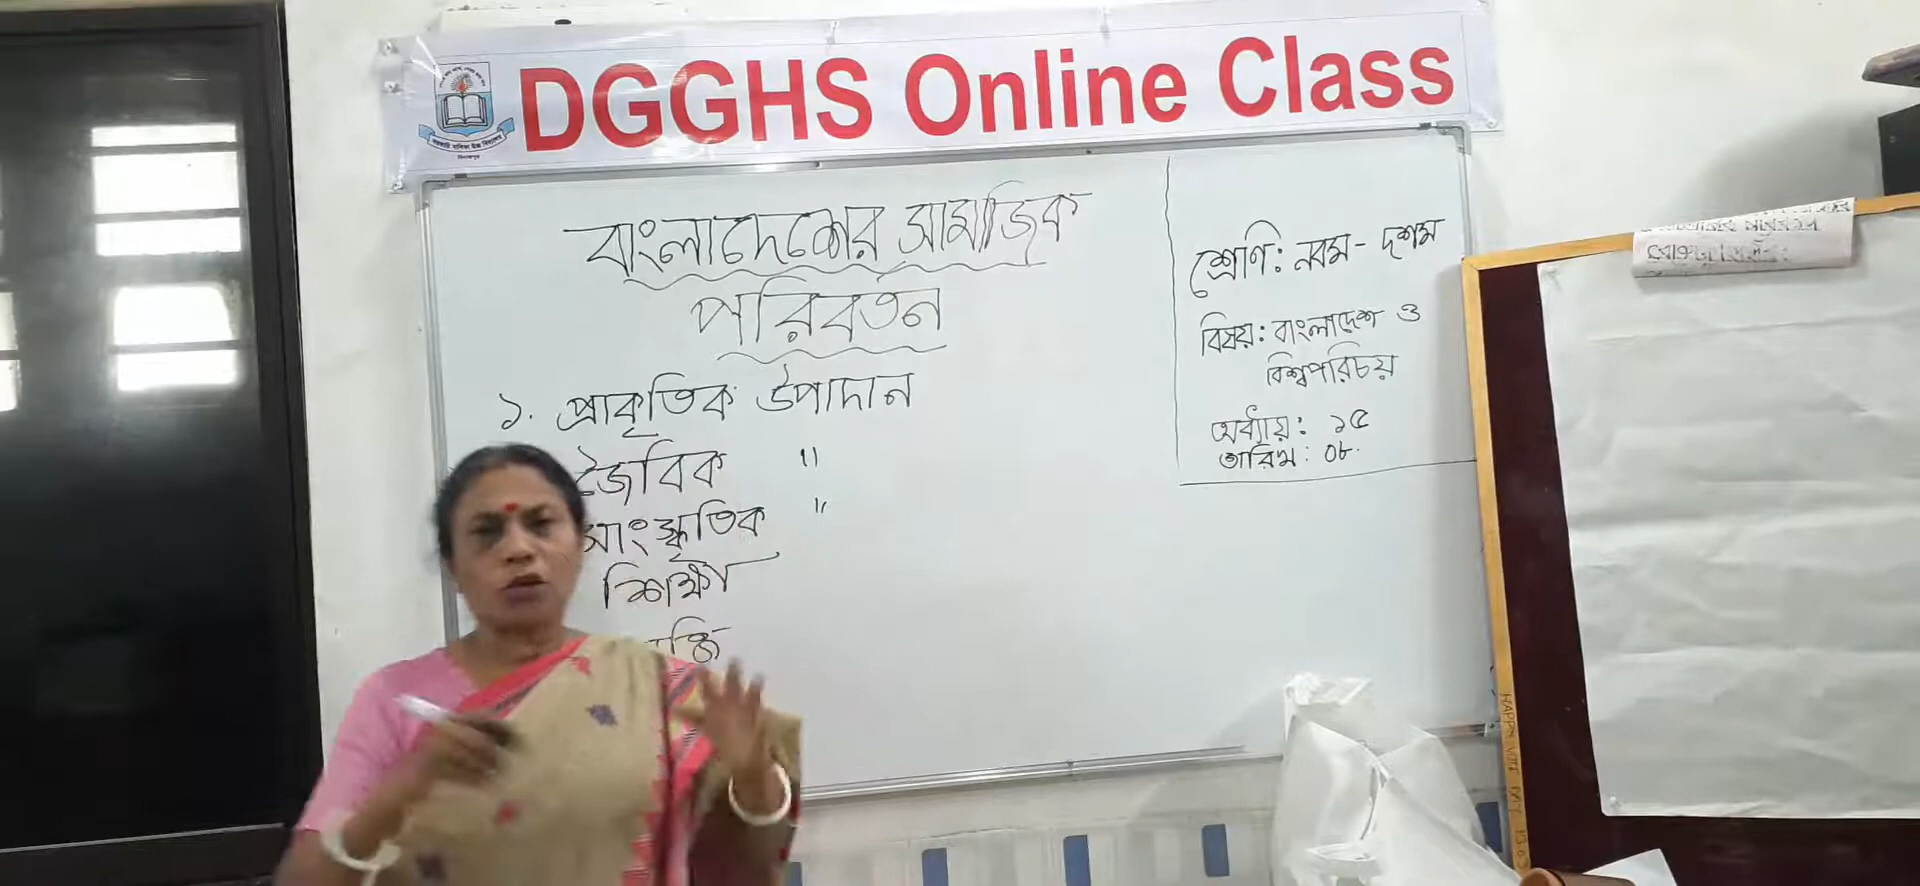 DGGHS Online Class
বাংলাদেশের সামাজিক
পরিবর্তন
১. প্রাকৃতিক উপাদান
জৈবিক "
সাংস্কৃতিক "
শিক্ষা
শ্রেণি: নবম - দশম
বিষয়: বাংলাদেশ ও
বিশ্বপরিচয়
অধ্যায়: ১৫
তারিখ: ০৮.